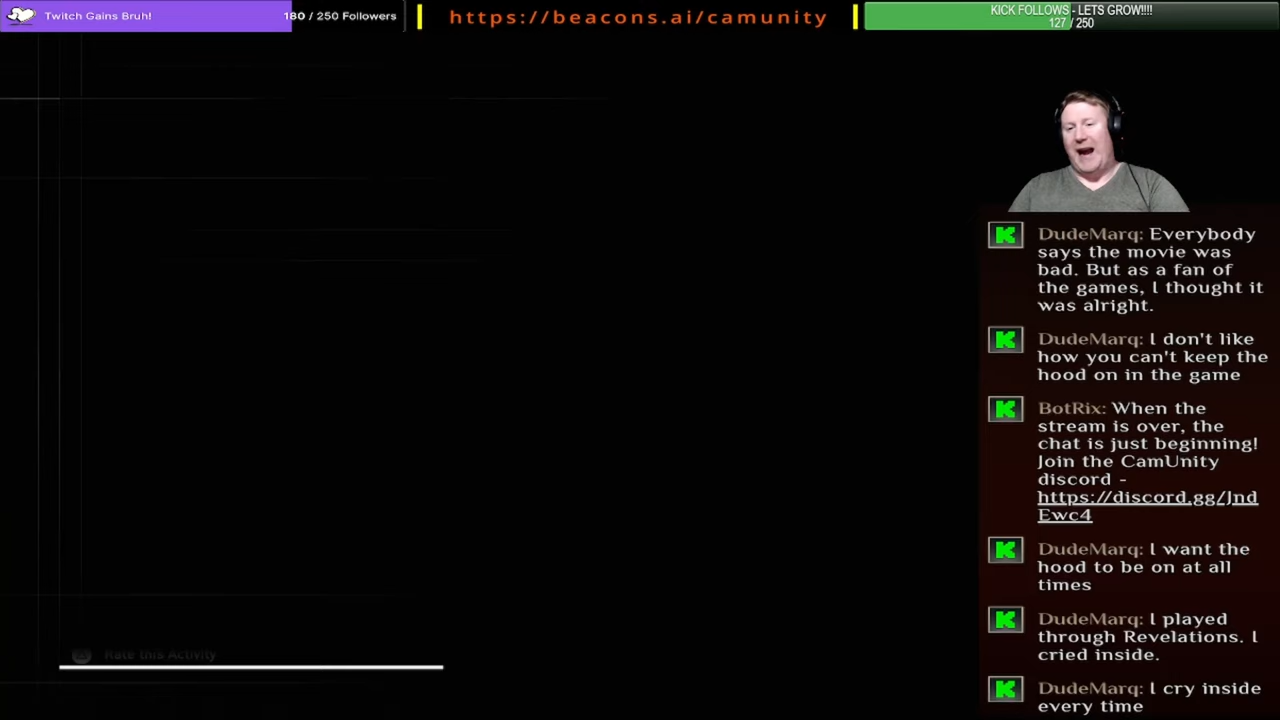 Twitch Gains Bruh!
180 / 250 Followers
https://beacons.ai/camunity
KICK FOLLOWS - LETS GROW!!!!
127 / 250
DudeMarq: Everybody
says the movie was
bad. But as a fan of
the games, I thought it
was alright.
DudeMarq: I don't like
how you can't keep the
hood on in the game
BotRix: When the
stream is over, the
chat is just beginning!
Join the CamUnity
discord -
https://discord.gg/Jnd
Ewc4
DudeMarq: I want the
hood to be on at all
times
DudeMarq: I played
through Revelations. I
cried inside.
DudeMarq: I cry inside
every time
Rate this Activity